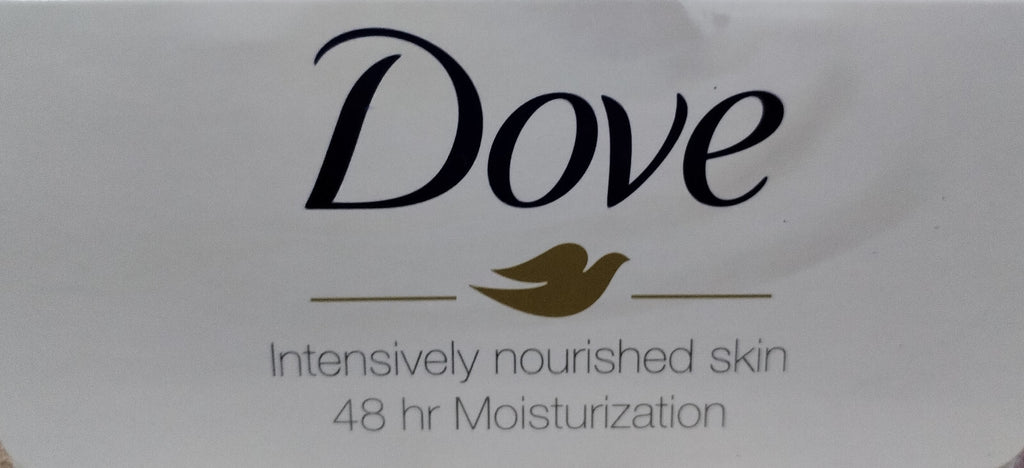 Dove
Intensively nourished skin
48 hr Moisturization